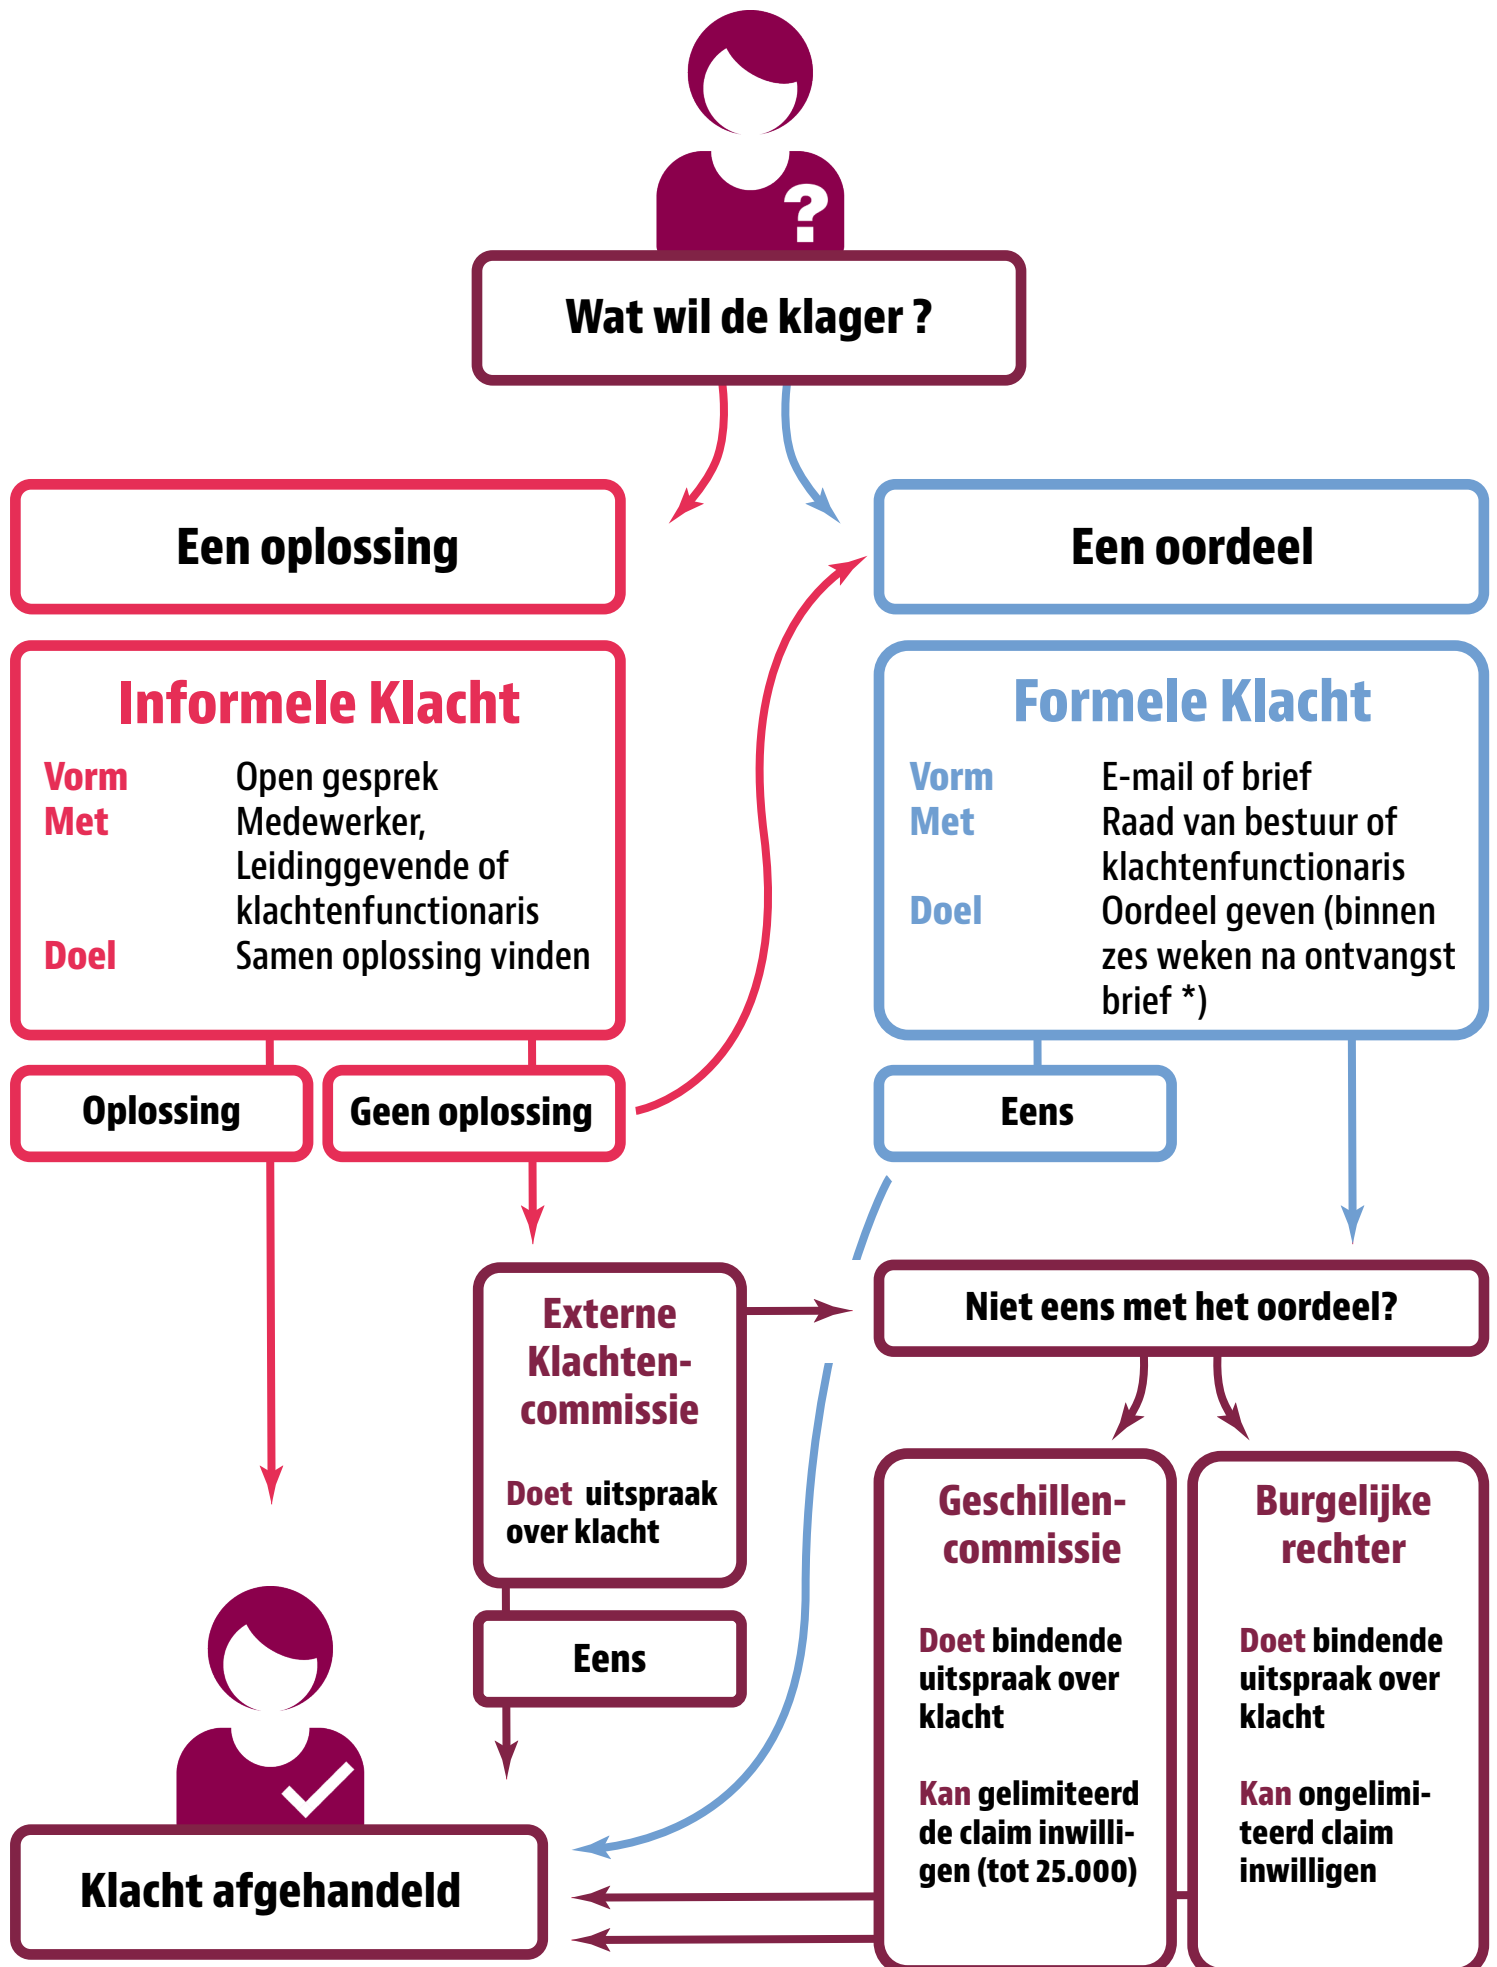 ?
Wat wil de klager ?
Een oplossing
Informele Klacht
Vorm Open gesprek
Met Medewerker,
Leidinggevende of
klachtenfunctionaris
Doel Samen oplossing vinden
Oplossing
Geen oplossing
Een oordeel
Formele Klacht
Vorm E-mail of brief
Met Raad van bestuur of
klachtenfunctionaris
Doel Oordeel geven (binnen
zes weken na ontvangst
brief *)
Eens
Externe
Klachten-
commissie
Doet uitspraak
over klacht
Eens
Niet eens met het oordeel?
Geschillen-
commissie
Doet bindende
uitspraak over
klacht
Kan gelimiteerd
de claim inwilli-
gen (tot 25.000)
Burgelijke
rechter
Doet bindende
uitspraak over
klacht
Kan ongelimi-
teerd claim
inwilligen
Klacht afgehandeld